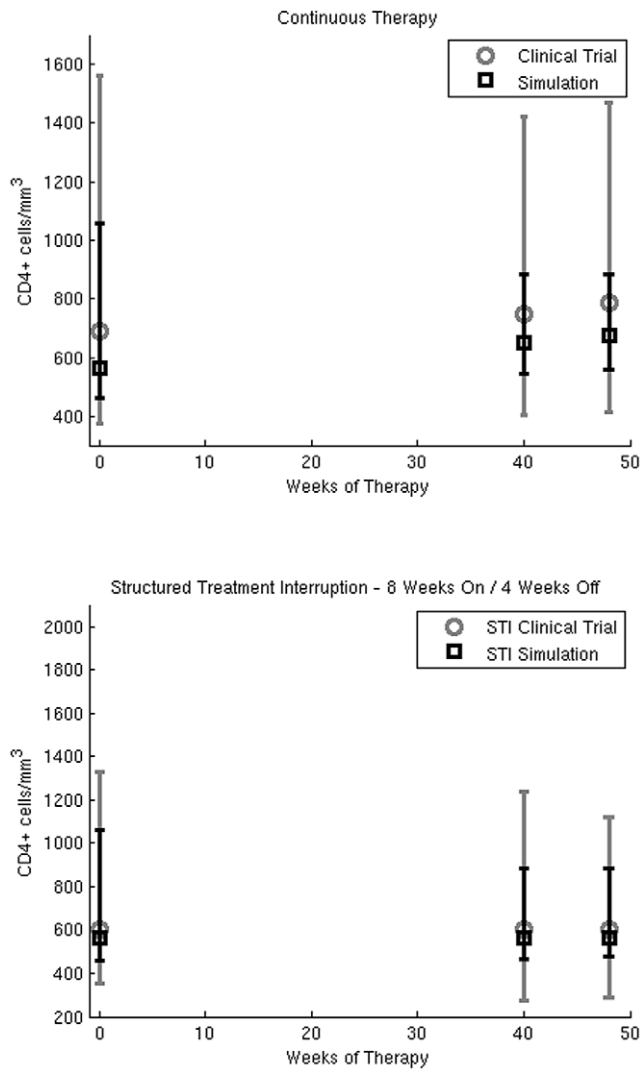 Continuous Therapy
Clinical Trial
Simulation
1600
1400
1200
1000
800
600
400
CD4+ cells/mm³
0 10 20 30 40 50
Weeks of Therapy
Structured Treatment Interruption – 8 Weeks On / 4 Weeks Off
STI Clinical Trial
STI Simulation
2000
1800
1600
1400
1200
1000
800
600
400
200
CD4+ cells/mm³
0 10 20 30 40 50
Weeks of Therapy